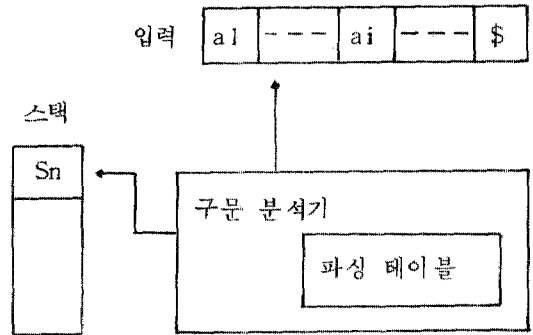 입력 a1 --- ai --- $
스택
Sn
구문 분석기
파싱 테이블